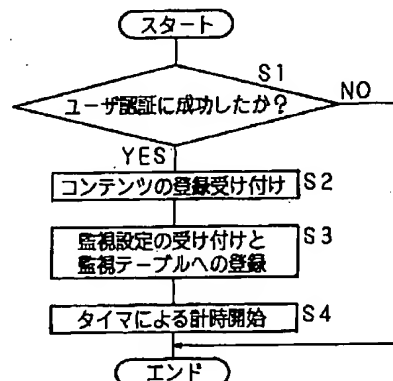 スタート
S1
ユーザ認証に成功したか?
NO
YES
コンテンツの登録受け付け S2
監視設定の受け付けと
監視テーブルへの登録
S3
タイマによる計時開始 S4
エンド